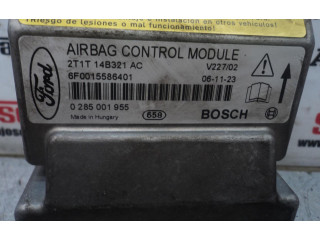 riesgo de lesiones o mal
AIRBAG CONTROL MODULE
Ford
2T1T 14B321 AC
V227/02
6F0015586401
06-11-23
0 285 001 955
Made in Hungary
658
BOSCH